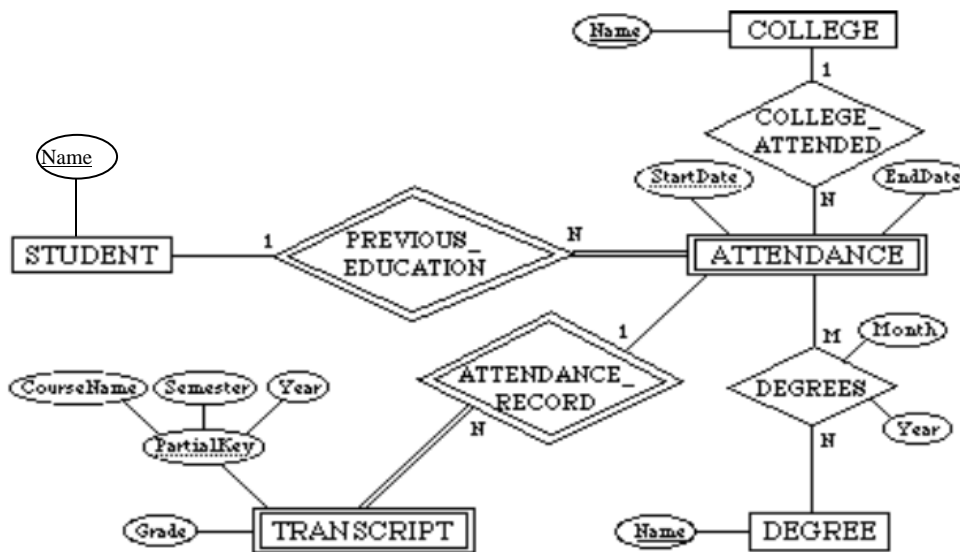 Name
COLLEGE
1
COLLEGE_
ATTENDED
Name
StartDate
EndDate
N
STUDENT
1
PREVIOUS_
EDUCATION
N
ATTENDANCE
1
M
Month
CourseName
Semester
Year
ATTENDANCE_
RECORD
DEGREES
N
Year
PartialKey
N
Grade
TRANSCRIPT
Name
DEGREE